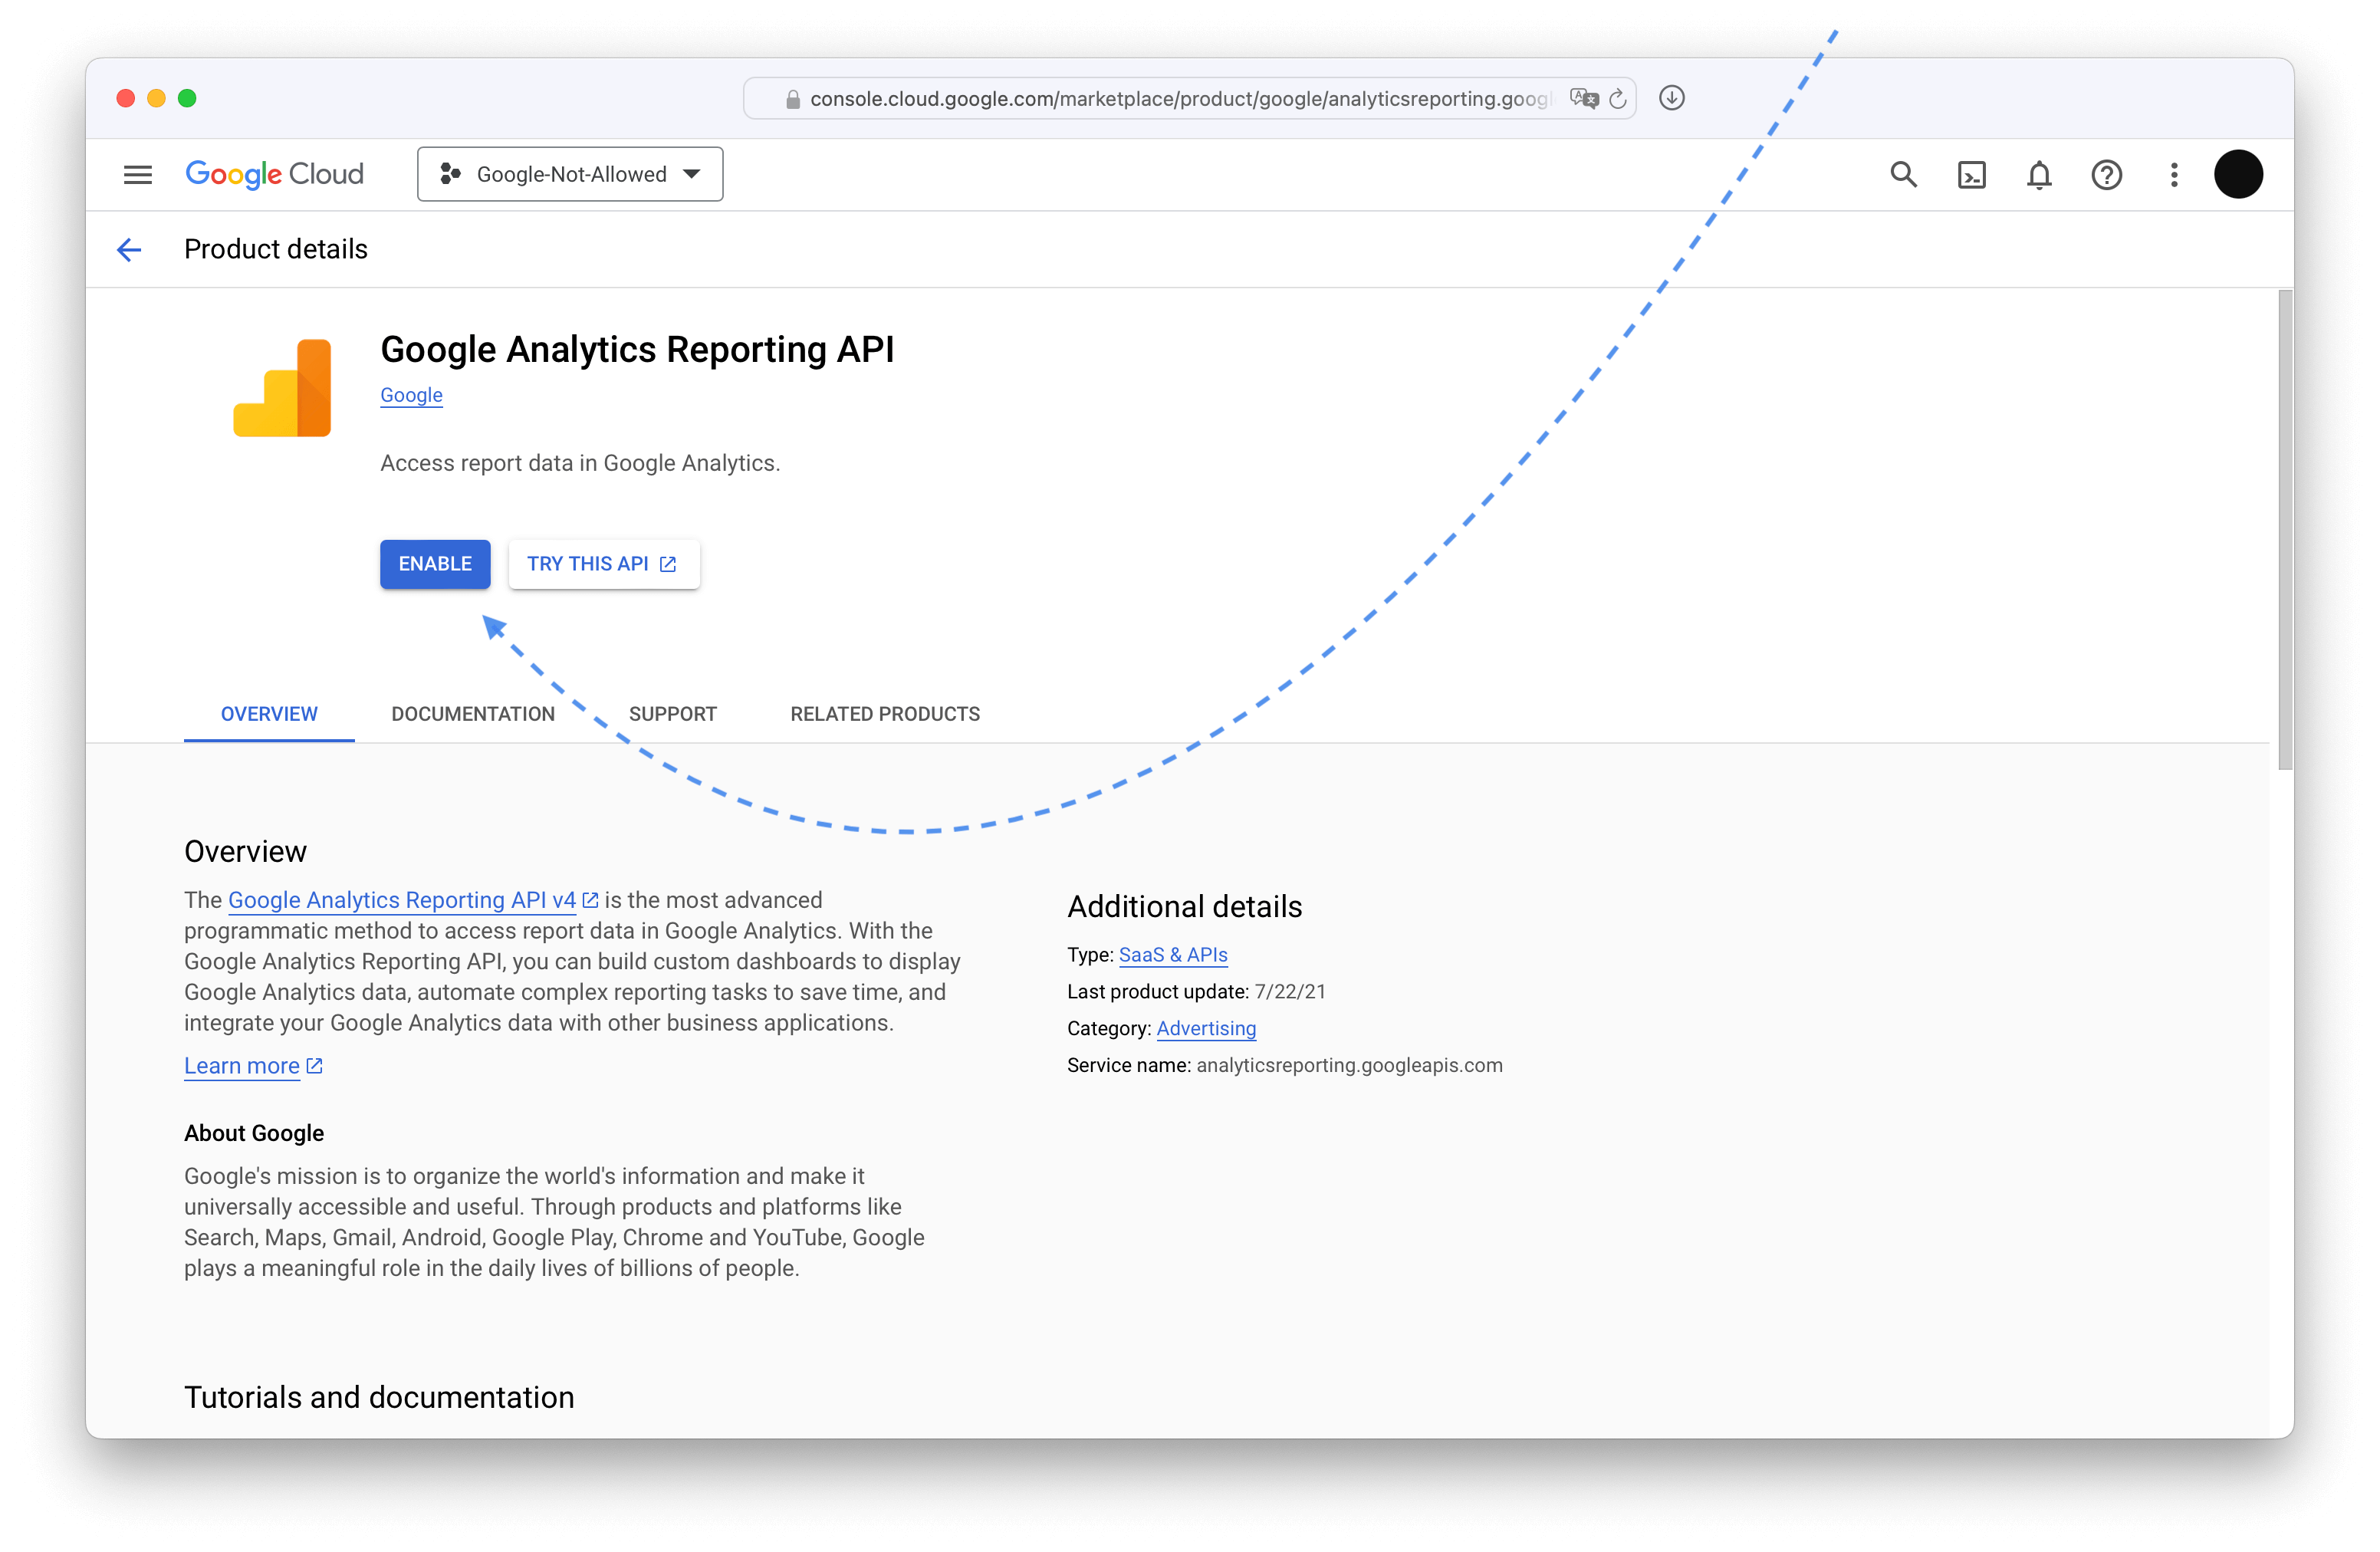 console.cloud.google.com/marketplace/product/google/analyticsreporting.googl
Google Cloud
Google-Not-Allowed
Product details
Google Analytics Reporting API
Google
Access report data in Google Analytics.
ENABLE
TRY THIS API
OVERVIEW
DOCUMENTATION
SUPPORT
RELATED PRODUCTS
Overview
The Google Analytics Reporting API v4 is the most advanced
programmatic method to access report data in Google Analytics. With the
Google Analytics Reporting API, you can build custom dashboards to display
Google Analytics data, automate complex reporting tasks to save time, and
integrate your Google Analytics data with other business applications.
Learn more
About Google
Google's mission is to organize the world's information and make it
universally accessible and useful. Through products and platforms like
Search, Maps, Gmail, Android, Google Play, Chrome and YouTube, Google
plays a meaningful role in the daily lives of billions of people.
Additional details
Type: SaaS & APIs
Last product update: 7/22/21
Category: Advertising
Service name: analyticsreporting.googleapis.com
Tutorials and documentation